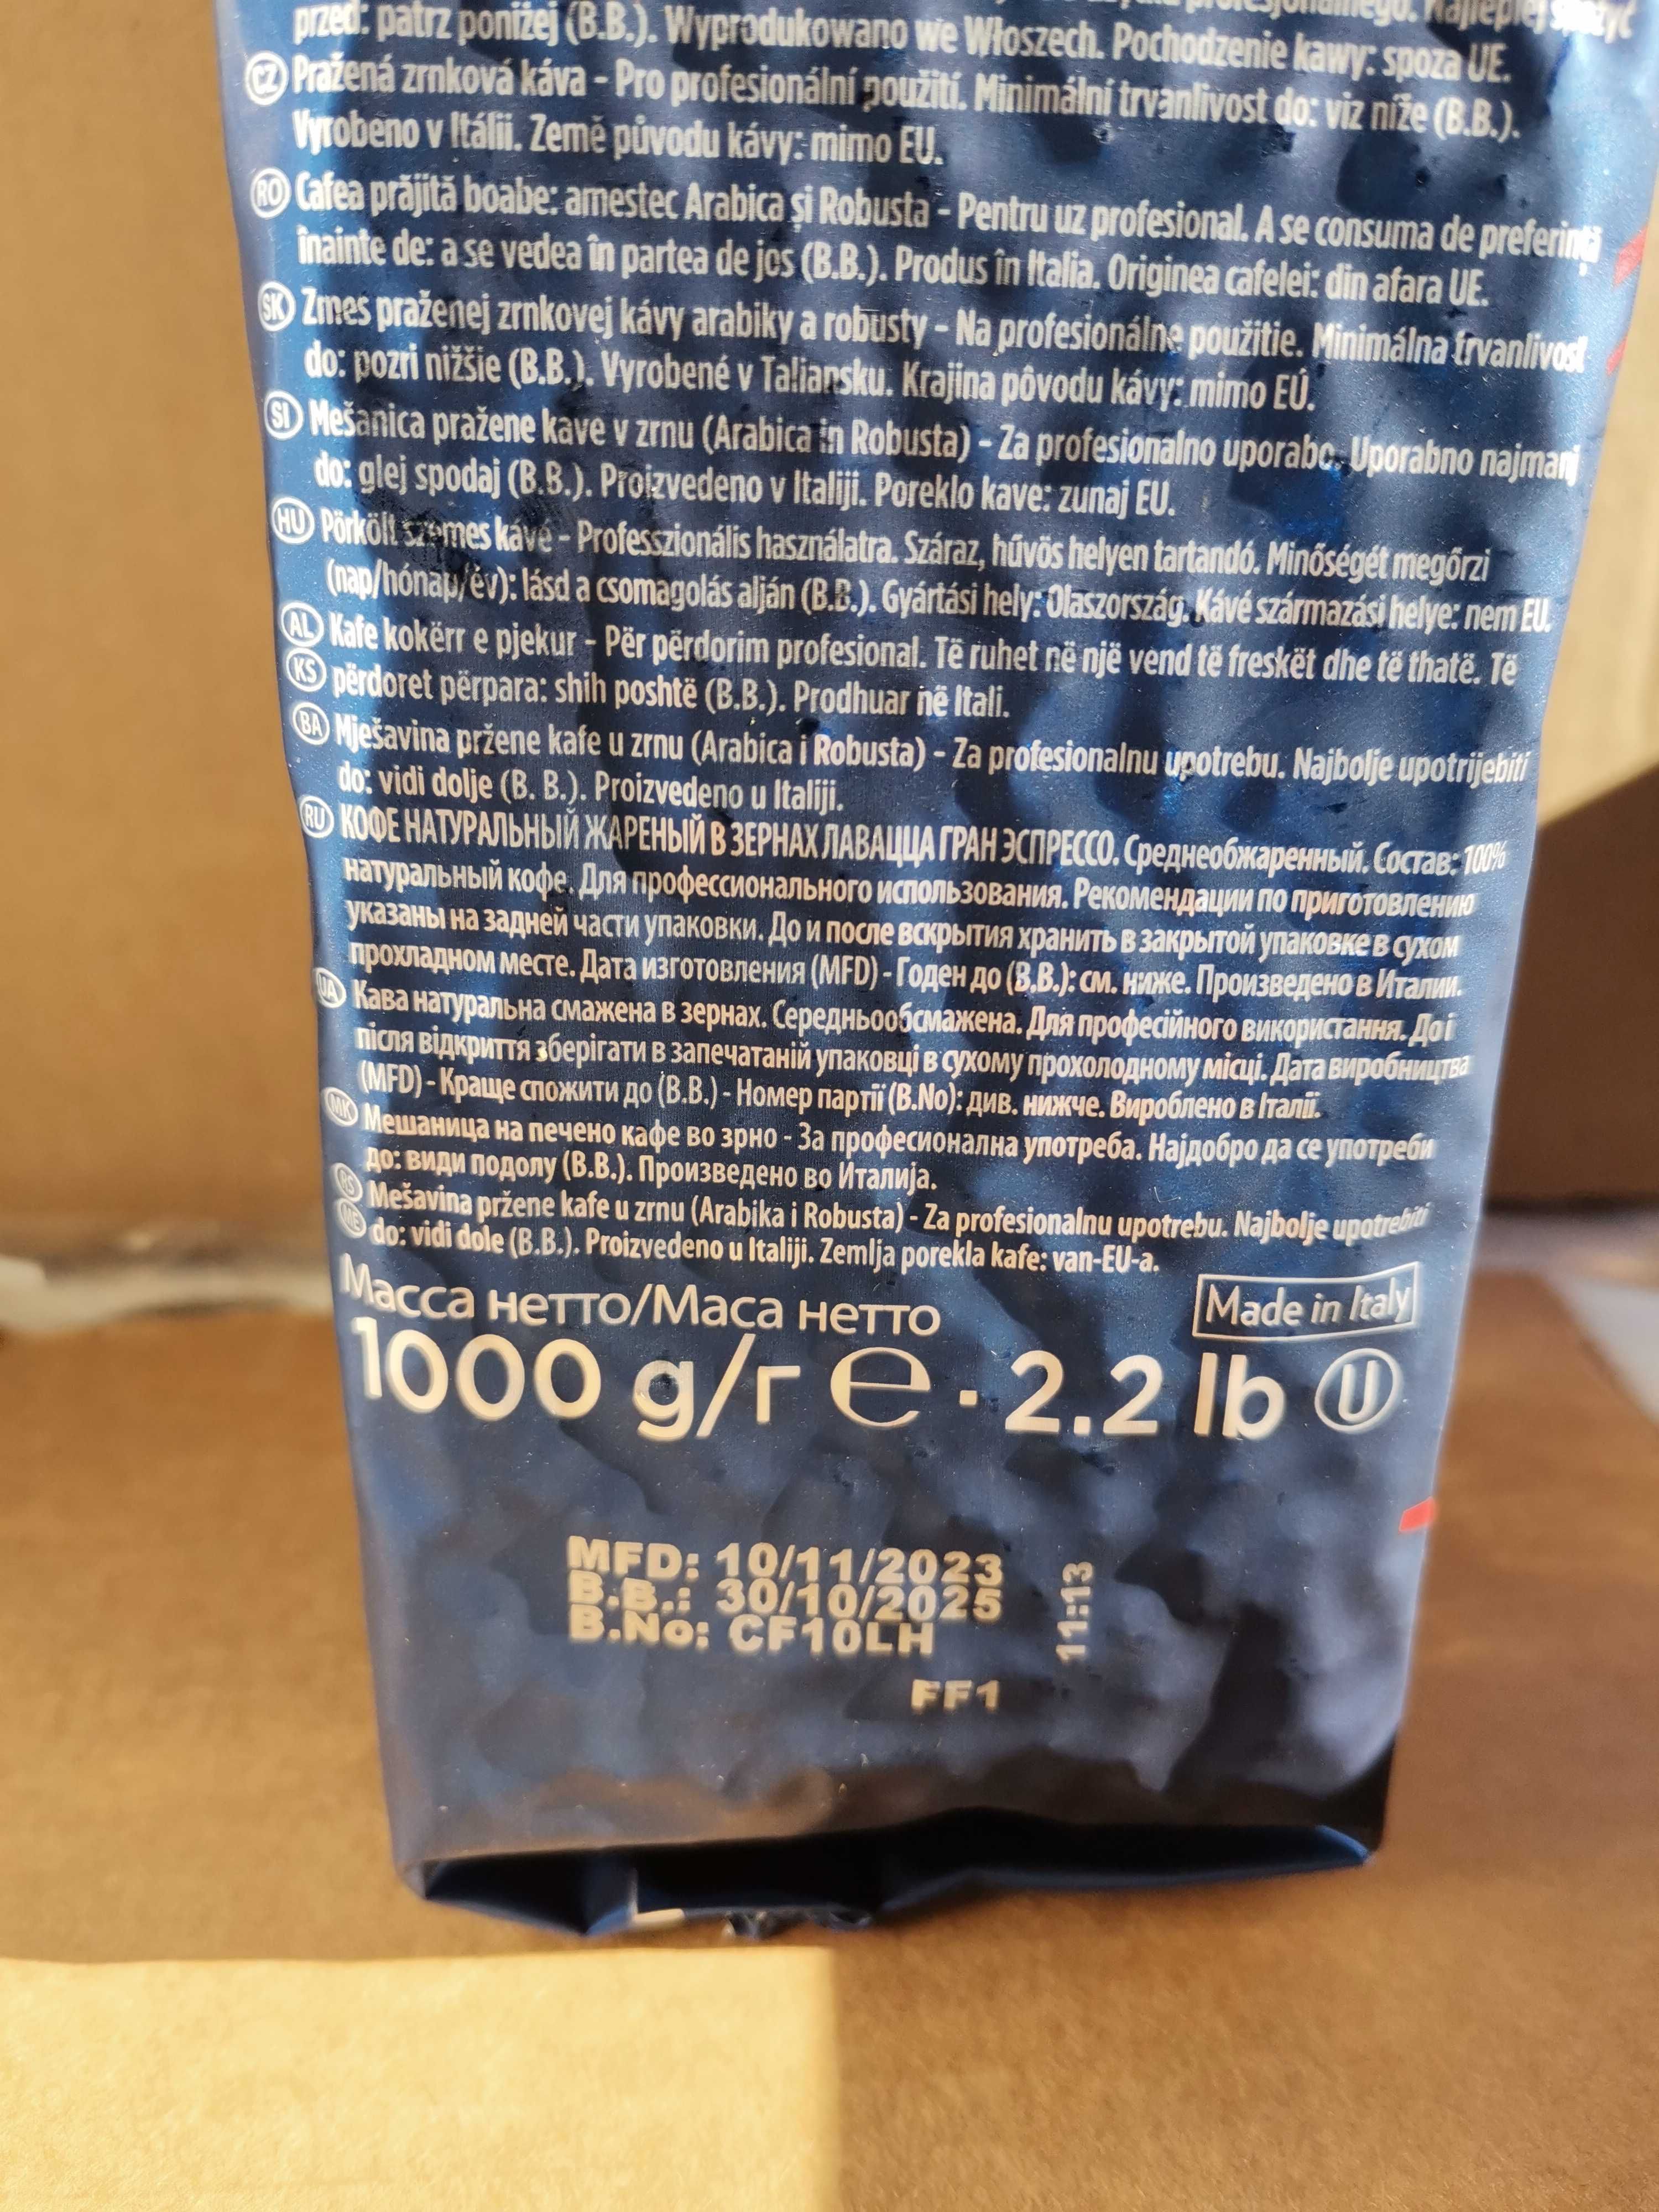 przed: patrz poniżej (B.B.). Wyprodukowano we Włoszech. Pochodzenie kawy: spoza UE.
CZ Pražená zrnková káva - Pro profesionální použití. Minimální trvanlivost do: viz níže (B.B.).
Vyrobeno v Itálii. Země původu kávy: mimo EU.
RO Cafea prăjită boabe: amestec Arabica și Robusta - Pentru uz profesional. A se consuma de preferință
înainte de: a se vedea în partea de jos (B.B.). Produs în Italia. Originea cafelei: din afara UE.
SK Zmes praženej zrnkovej kávy arabiky a robusty - Na profesionálne použitie. Minimálna trvanlivosť
do: pozri nižšie (B.B.). Vyrobené v Taliansku. Krajina pôvodu kávy: mimo EÚ.
SI Mešanica pražene kave v zrnu (Arabica in Robusta) - Za profesionalno uporabo. Uporabno najmanj
do: glej spodaj (B.B.). Proizvedeno v Italiji. Poreklo kave: zunaj EU.
HU Pörkölt szemes kávé - Professzionális használatra. Száraz, hűvös helyen tartandó. Minőségét megőrzi
(nap/hónap/év): lásd a csomagolás alján (B.B.). Gyártási hely: Olaszország. Kávé származási helye: nem EU.
AL Kafe kokërr e pjekur - Për përdorim profesional. Të ruhet në një vend të freskët dhe të thatë. Të
KS përdoret përpara: shih poshtë (B.B.). Prodhuar në Itali.
BA Mješavina pržene kafe u zrnu (Arabica i Robusta) - Za profesionalnu upotrebu. Najbolje upotrijebiti
do: vidi dolje (B. B.). Proizvedeno u Italiji.
RU КОФЕ НАТУРАЛЬНЫЙ ЖАРЕНЫЙ В ЗЕРНАХ ЛАВАЦЦА ГРАН ЭСПРЕССО. Среднеобжаренный. Состав: 100%
натуральный кофе. Для профессионального использования. Рекомендации по приготовлению
указаны на задней части упаковки. До и после вскрытия хранить в закрытой упаковке в сухом
прохладном месте. Дата изготовления (MFD) - Годен до (B.B.): см. ниже. Произведено в Италии.
UA Кава натуральна смажена в зернах. Середньообсмажена. Для професійного використання. До і
після відкриття зберігати в запечатаній упаковці в сухому прохолодному місці. Дата виробництва
(MFD) - Краще спожити до (B.B.) - Номер партії (B.No): див. нижче. Вироблено в Італії.
MK Мешаница на печено кафе во зрно - За професионална употреба. Најдобро да се употреби
до: види подолу (B.B.). Произведено во Италија.
RS Mešavina pržene kafe u zrnu (Arabika i Robusta) - Za profesionalnu upotrebu. Najbolje upotrebiti
ME do: vidi dole (B.B.). Proizvedeno u Italiji. Zemlja porekla kafe: van-EU-a.
Масса нетто/Маса нетто
Made in Italy
1000 g/г e · 2.2 lb U
MFD: 10/11/2023
B.B.: 30/10/2025
B.No: CF10LH
11:13
FF1